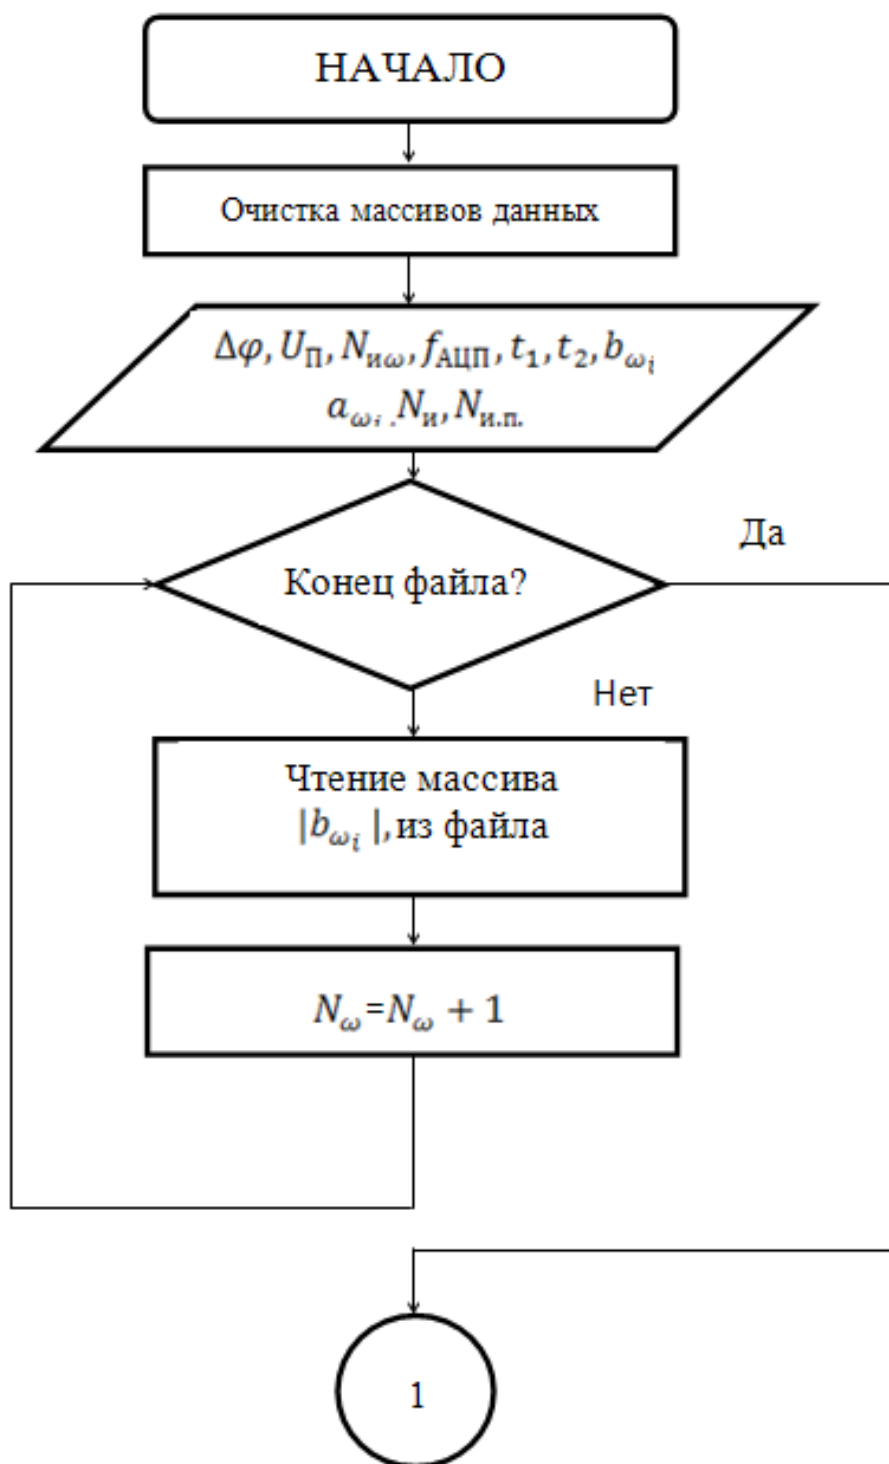 НАЧАЛО
Очистка массивов данных
Δφ, U_П, N_иω, f_АЦП, t_1, t_2, b_ω_i
a_ω_i . N_и, N_и.п.
Конец файла?
Да
Нет
Чтение массива
|b_ω_i |, из файла
N_ω=N_ω + 1
1